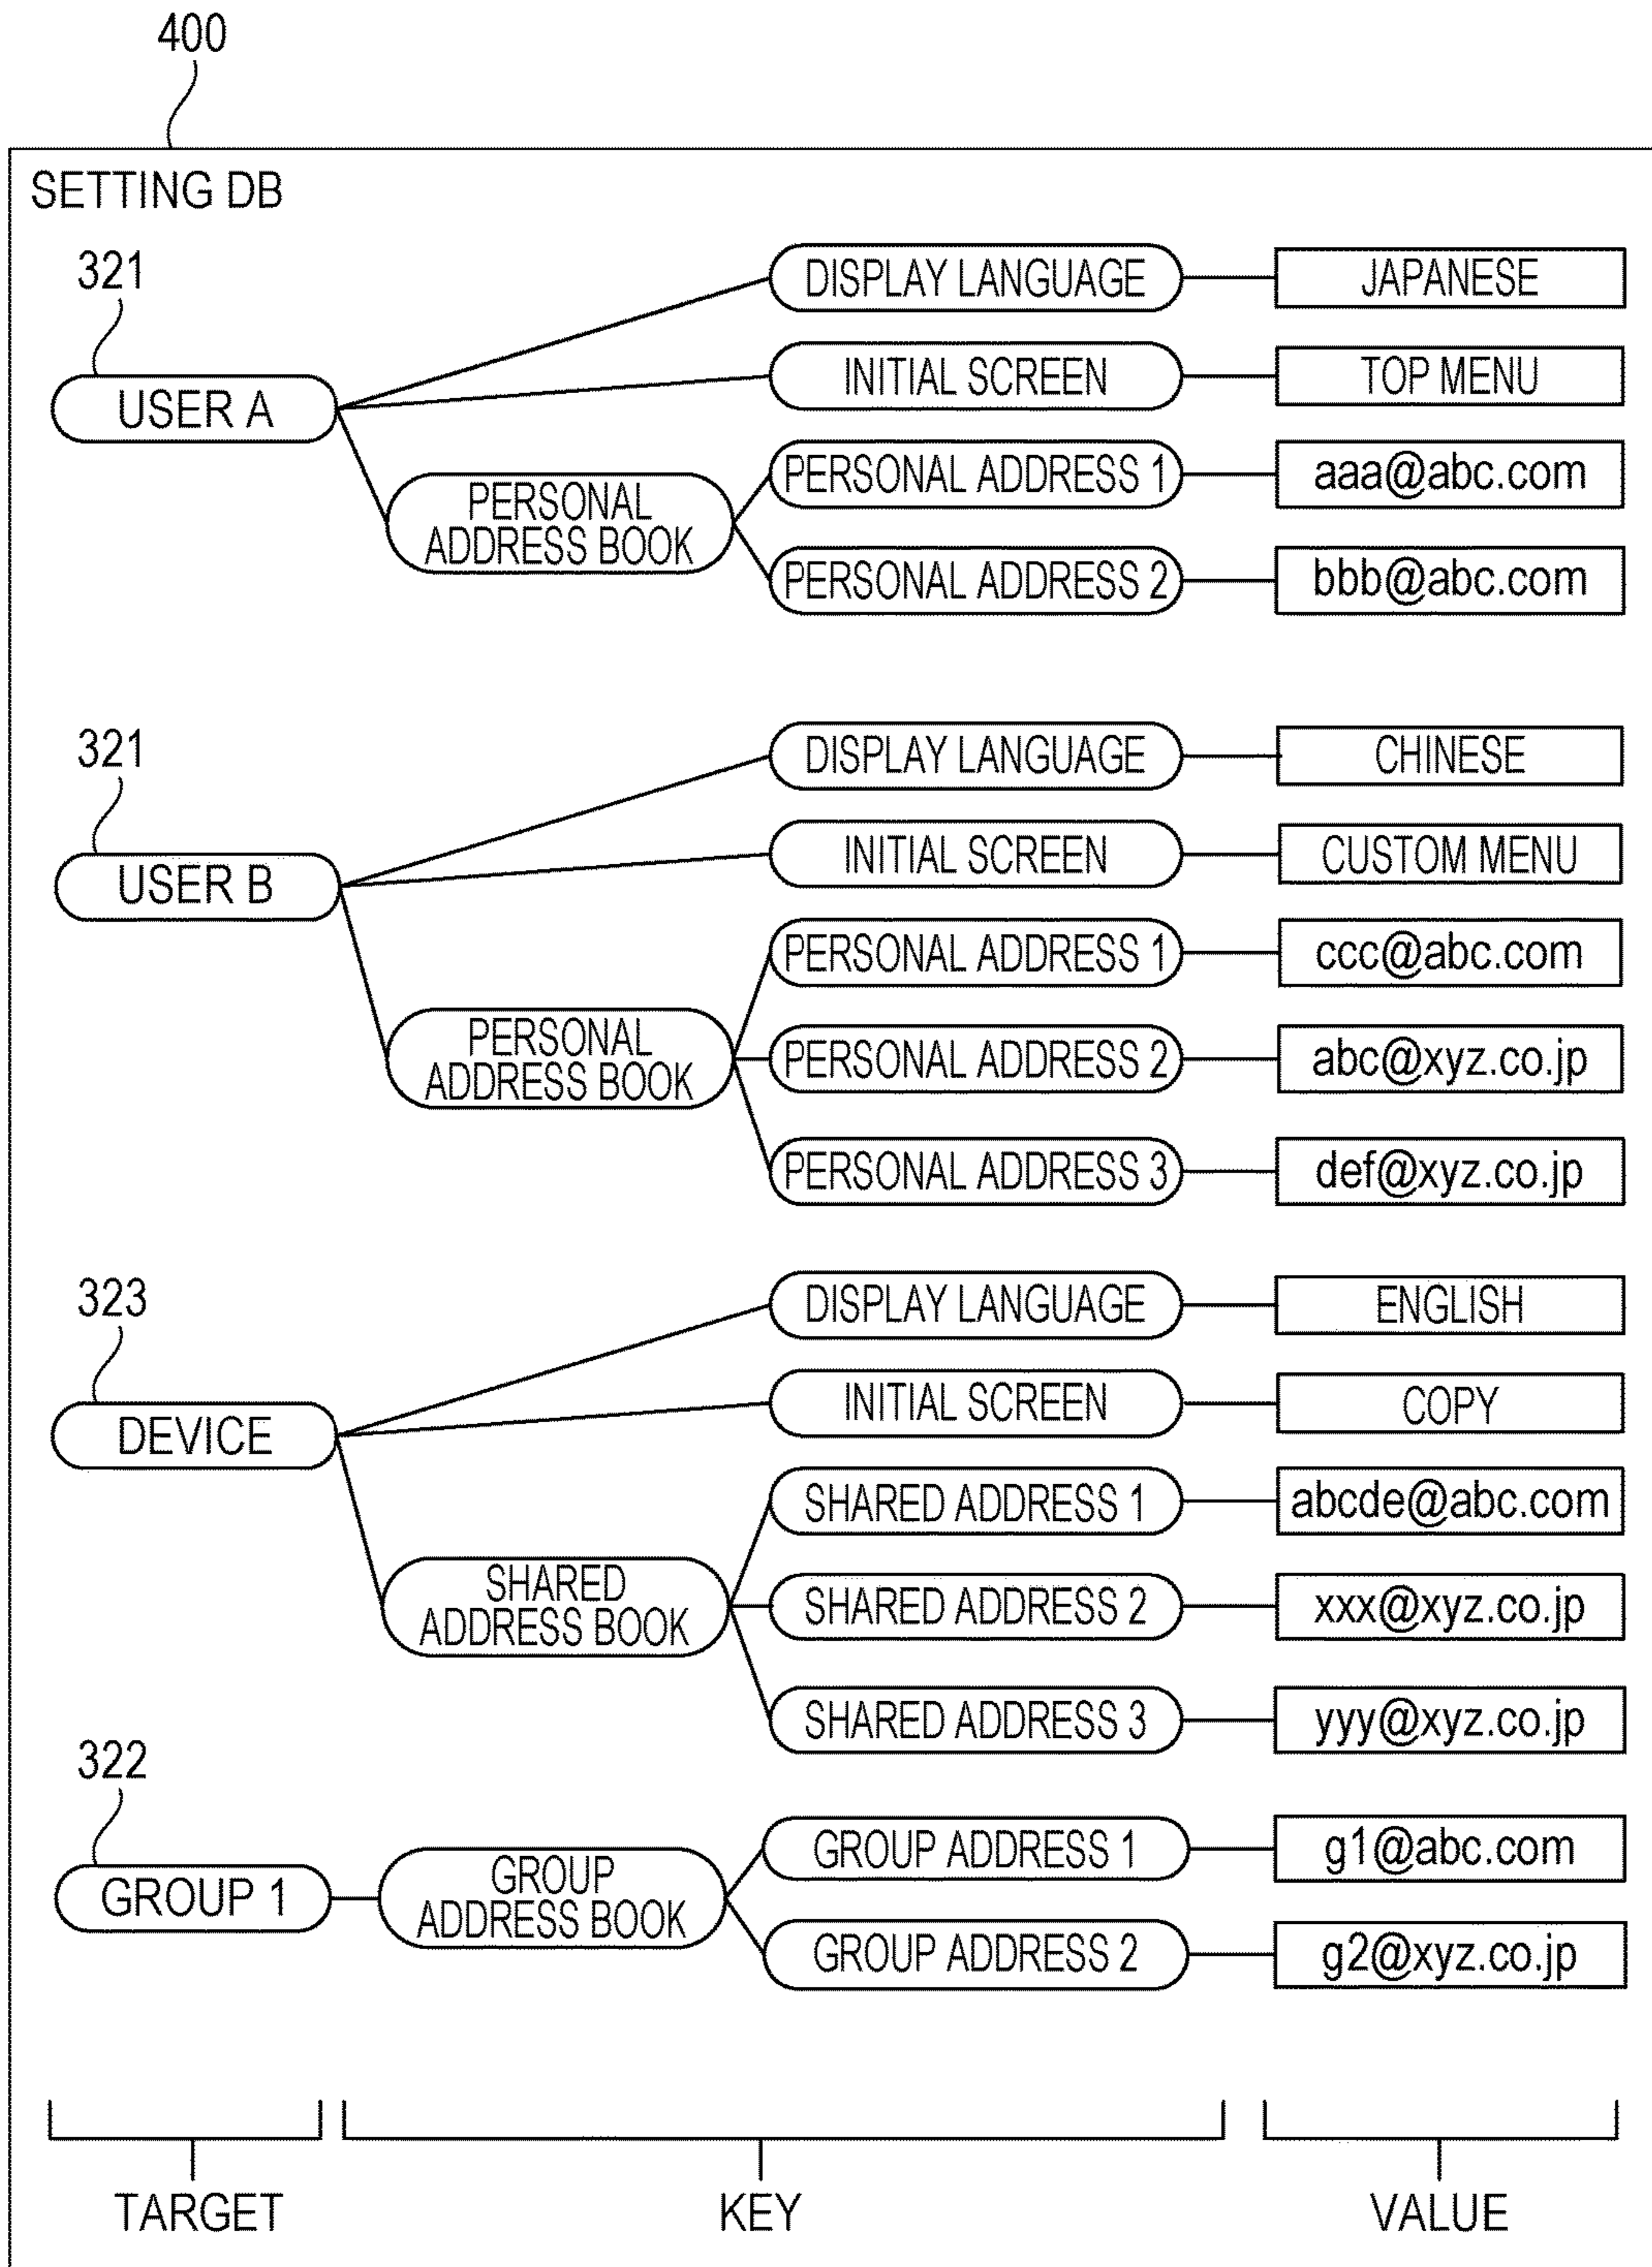 400
SETTING DB
321
USER A
DISPLAY LANGUAGE
JAPANESE
INITIAL SCREEN
TOP MENU
PERSONAL
ADDRESS BOOK
PERSONAL ADDRESS 1
aaa@abc.com
PERSONAL ADDRESS 2
bbb@abc.com
321
USER B
DISPLAY LANGUAGE
CHINESE
INITIAL SCREEN
CUSTOM MENU
PERSONAL
ADDRESS BOOK
PERSONAL ADDRESS 1
ccc@abc.com
PERSONAL ADDRESS 2
abc@xyz.co.jp
PERSONAL ADDRESS 3
def@xyz.co.jp
323
DEVICE
DISPLAY LANGUAGE
ENGLISH
INITIAL SCREEN
COPY
SHARED
ADDRESS BOOK
SHARED ADDRESS 1
abcde@abc.com
SHARED ADDRESS 2
xxx@xyz.co.jp
SHARED ADDRESS 3
yyy@xyz.co.jp
322
GROUP 1
GROUP
ADDRESS BOOK
GROUP ADDRESS 1
g1@abc.com
GROUP ADDRESS 2
g2@xyz.co.jp
TARGET
KEY
VALUE